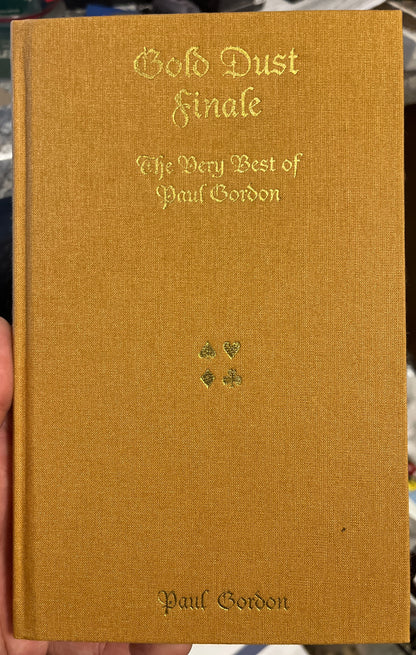 Gold Dust
Finale
The Very Best of
Paul Gordon
Paul Gordon